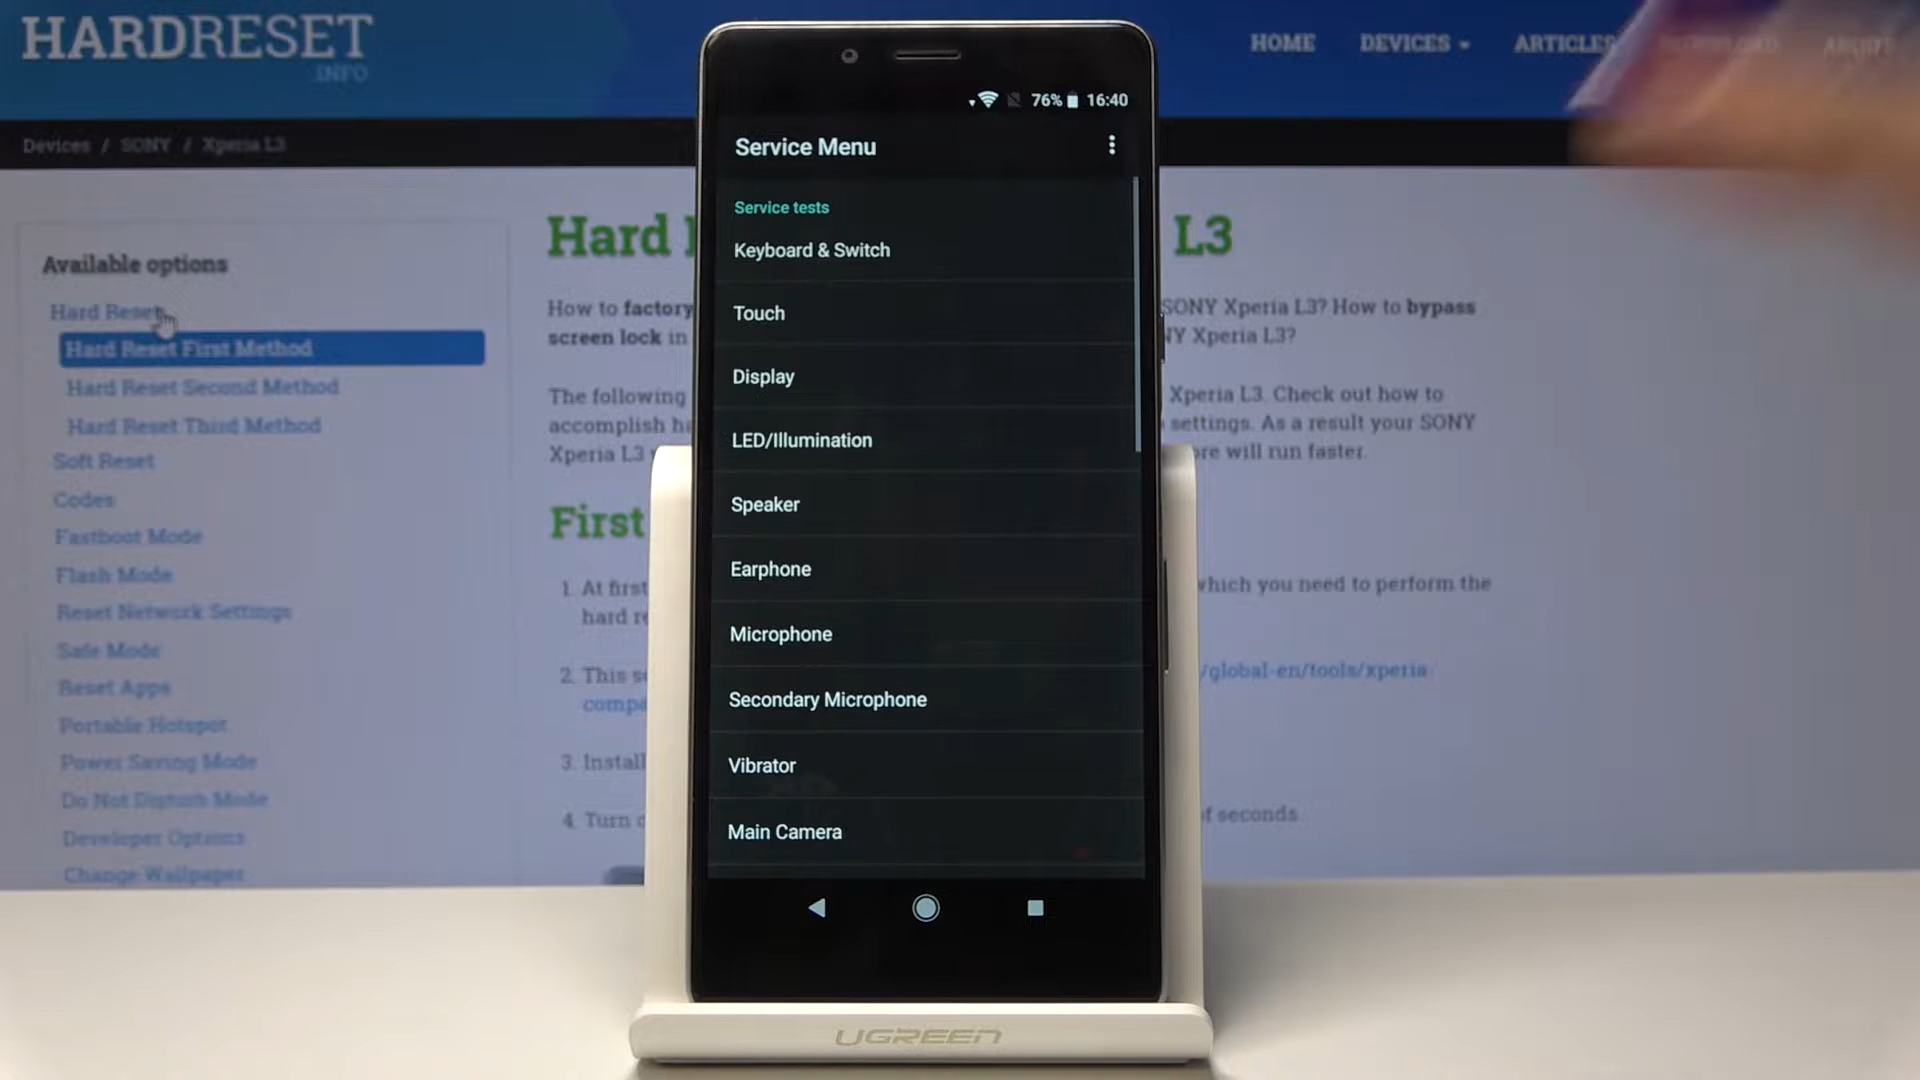 HARDRESET
.INFO
HOME DEVICES ARTICLES DOWNLOAD
Devices / SONY / Xperia L3
Available options
Hard Reset
Hard Reset First Method
Hard Reset Second Method
Hard Reset Third Method
Soft Reset
Codes
Fastboot Mode
Flash Mode
Reset Network Settings
Safe Mode
Reset Apps
Portable Hotspot
Power Saving Mode
Do Not Disturb Mode
Developer Options
Change Wallpaper
Hard
L3
How to factory
SONY Xperia L3? How to bypass
screen lock in
Xperia L3?
The following
Xperia L3. Check out how to
accomplish
settings. As a result your SONY
Xperia L3
will run faster.
First
1. At first
which you need to perform the
hard
2. This
/global-en/tools/xperia
3. Install
4. Turn
of seconds.
76% 16:40
Service Menu
Service tests
Keyboard & Switch
Touch
Display
LED/Illumination
Speaker
Earphone
Microphone
Secondary Microphone
Vibrator
Main Camera
UGREEN